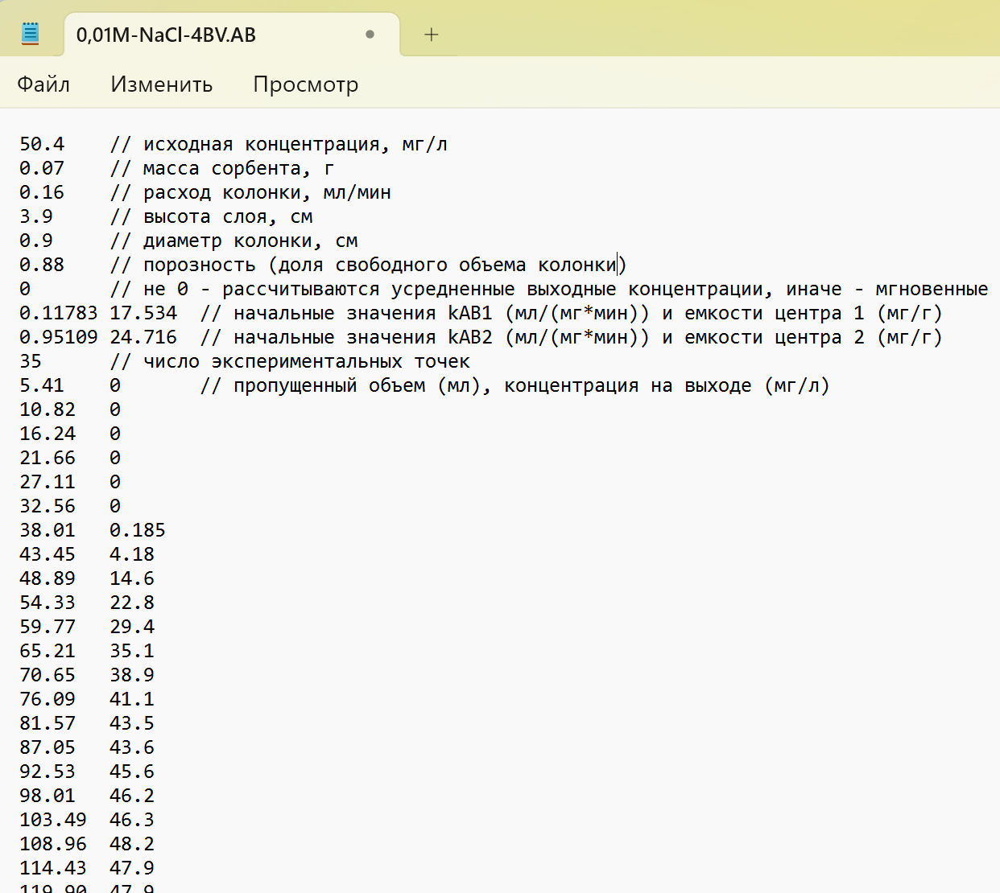 0,01M-NaCl-4BV.AB
Файл Изменить Просмотр
50.4 // исходная концентрация, мг/л
0.07 // масса сорбента, г
0.16 // расход колонки, мл/мин
3.9 // высота слоя, см
0.9 // диаметр колонки, см
0.88 // порозность (доля свободного объема колонки)
0 // не 0 - рассчитываются усредненные выходные концентрации, иначе - мгновенные
0.11783 17.534 // начальные значения kAB1 (мл/(мг*мин)) и емкости центра 1 (мг/г)
0.95109 24.716 // начальные значения kAB2 (мл/(мг*мин)) и емкости центра 2 (мг/г)
35 // число экспериментальных точек
5.41 0 // пропущенный объем (мл), концентрация на выходе (мг/л)
10.82 0
16.24 0
21.66 0
27.11 0
32.56 0
38.01 0.185
43.45 4.18
48.89 14.6
54.33 22.8
59.77 29.4
65.21 35.1
70.65 38.9
76.09 41.1
81.57 43.5
87.05 43.6
92.53 45.6
98.01 46.2
103.49 46.3
108.96 48.2
114.43 47.9
119.90 47.9